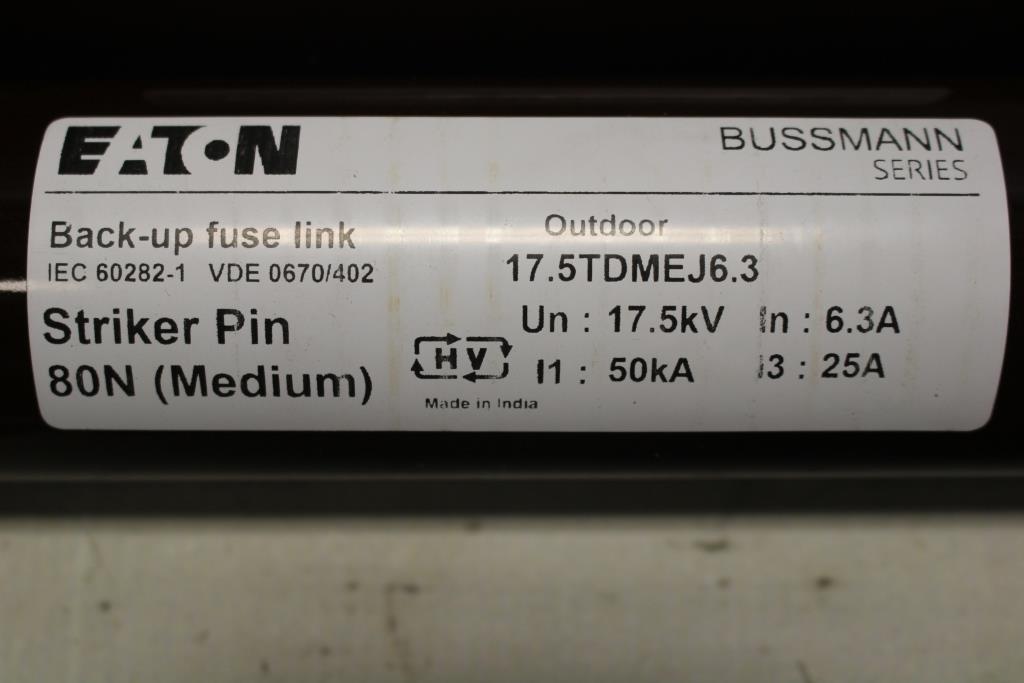 EATON
BUSSMANN
SERIES
Back-up fuse link
IEC 60282-1 VDE 0670/402
Striker Pin
80N (Medium)
Outdoor
17.5TDMEJ6.3
Un : 17.5kV In : 6.3A
HV
I1 : 50kA I3 : 25A
Made in India